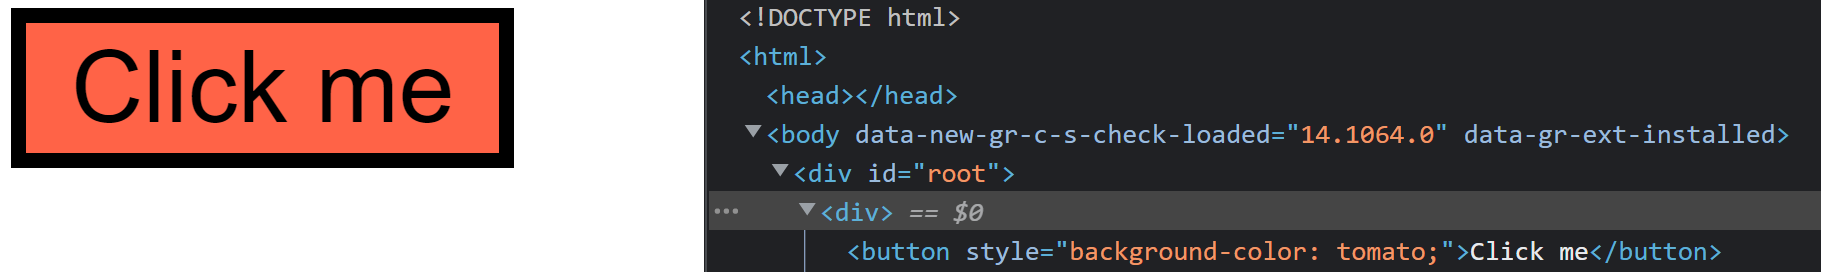 Click me
<!DOCTYPE html>
<html>
<head></head>
<body data-new-gr-c-s-check-loaded="14.1064.0" data-gr-ext-installed>
<div id="root">
<div> == $0
<button style="background-color: tomato;">Click me</button>